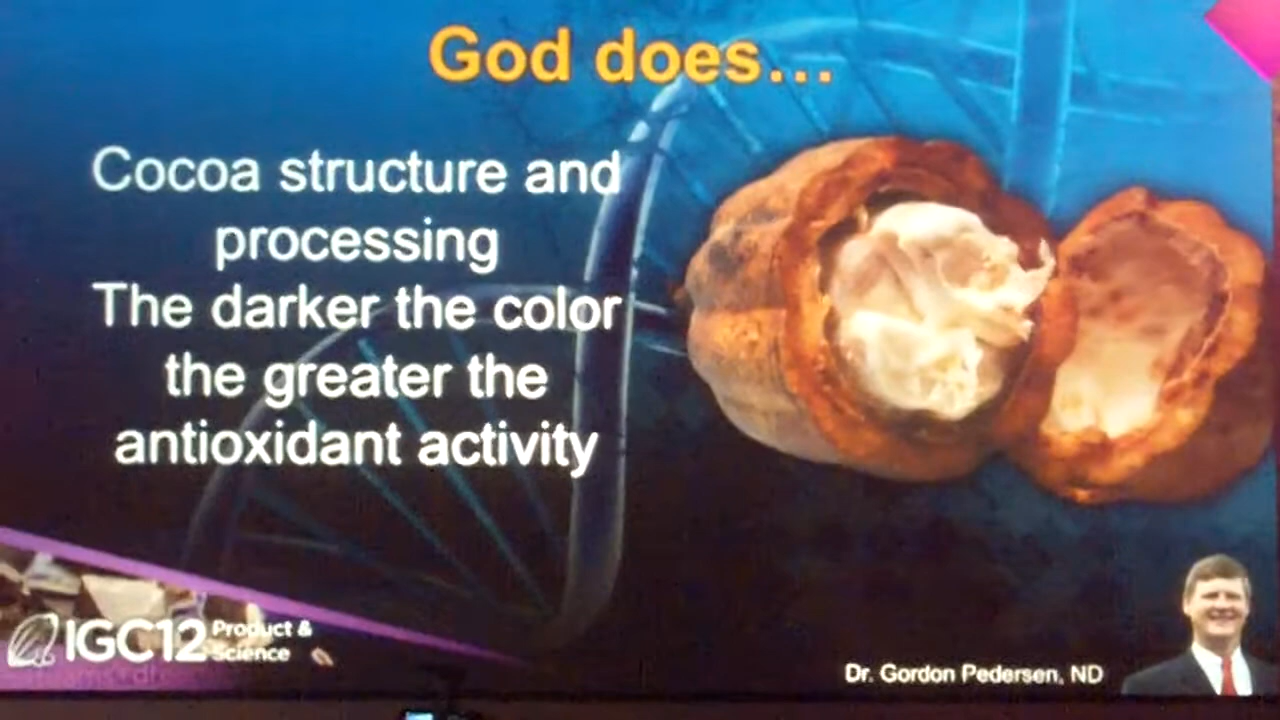 God does...
Cocoa structure and
processing
The darker the color
the greater the
antioxidant activity
IGC12 Product &
Science
Dr. Gordon Pedersen, ND